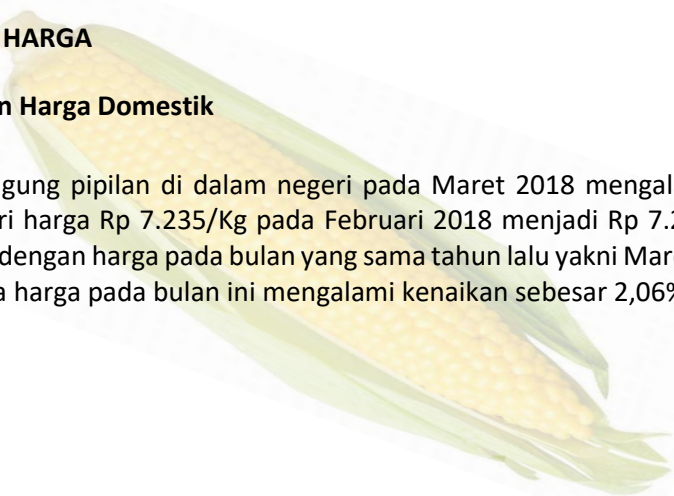 HARGA
n Harga Domestik
gung pipilan di dalam negeri pada Maret 2018 mengal
ri harga Rp 7.235/Kg pada Februari 2018 menjadi Rp 7.2
dengan harga pada bulan yang sama tahun lalu yakni Mar
a harga pada bulan ini mengalami kenaikan sebesar 2,06%